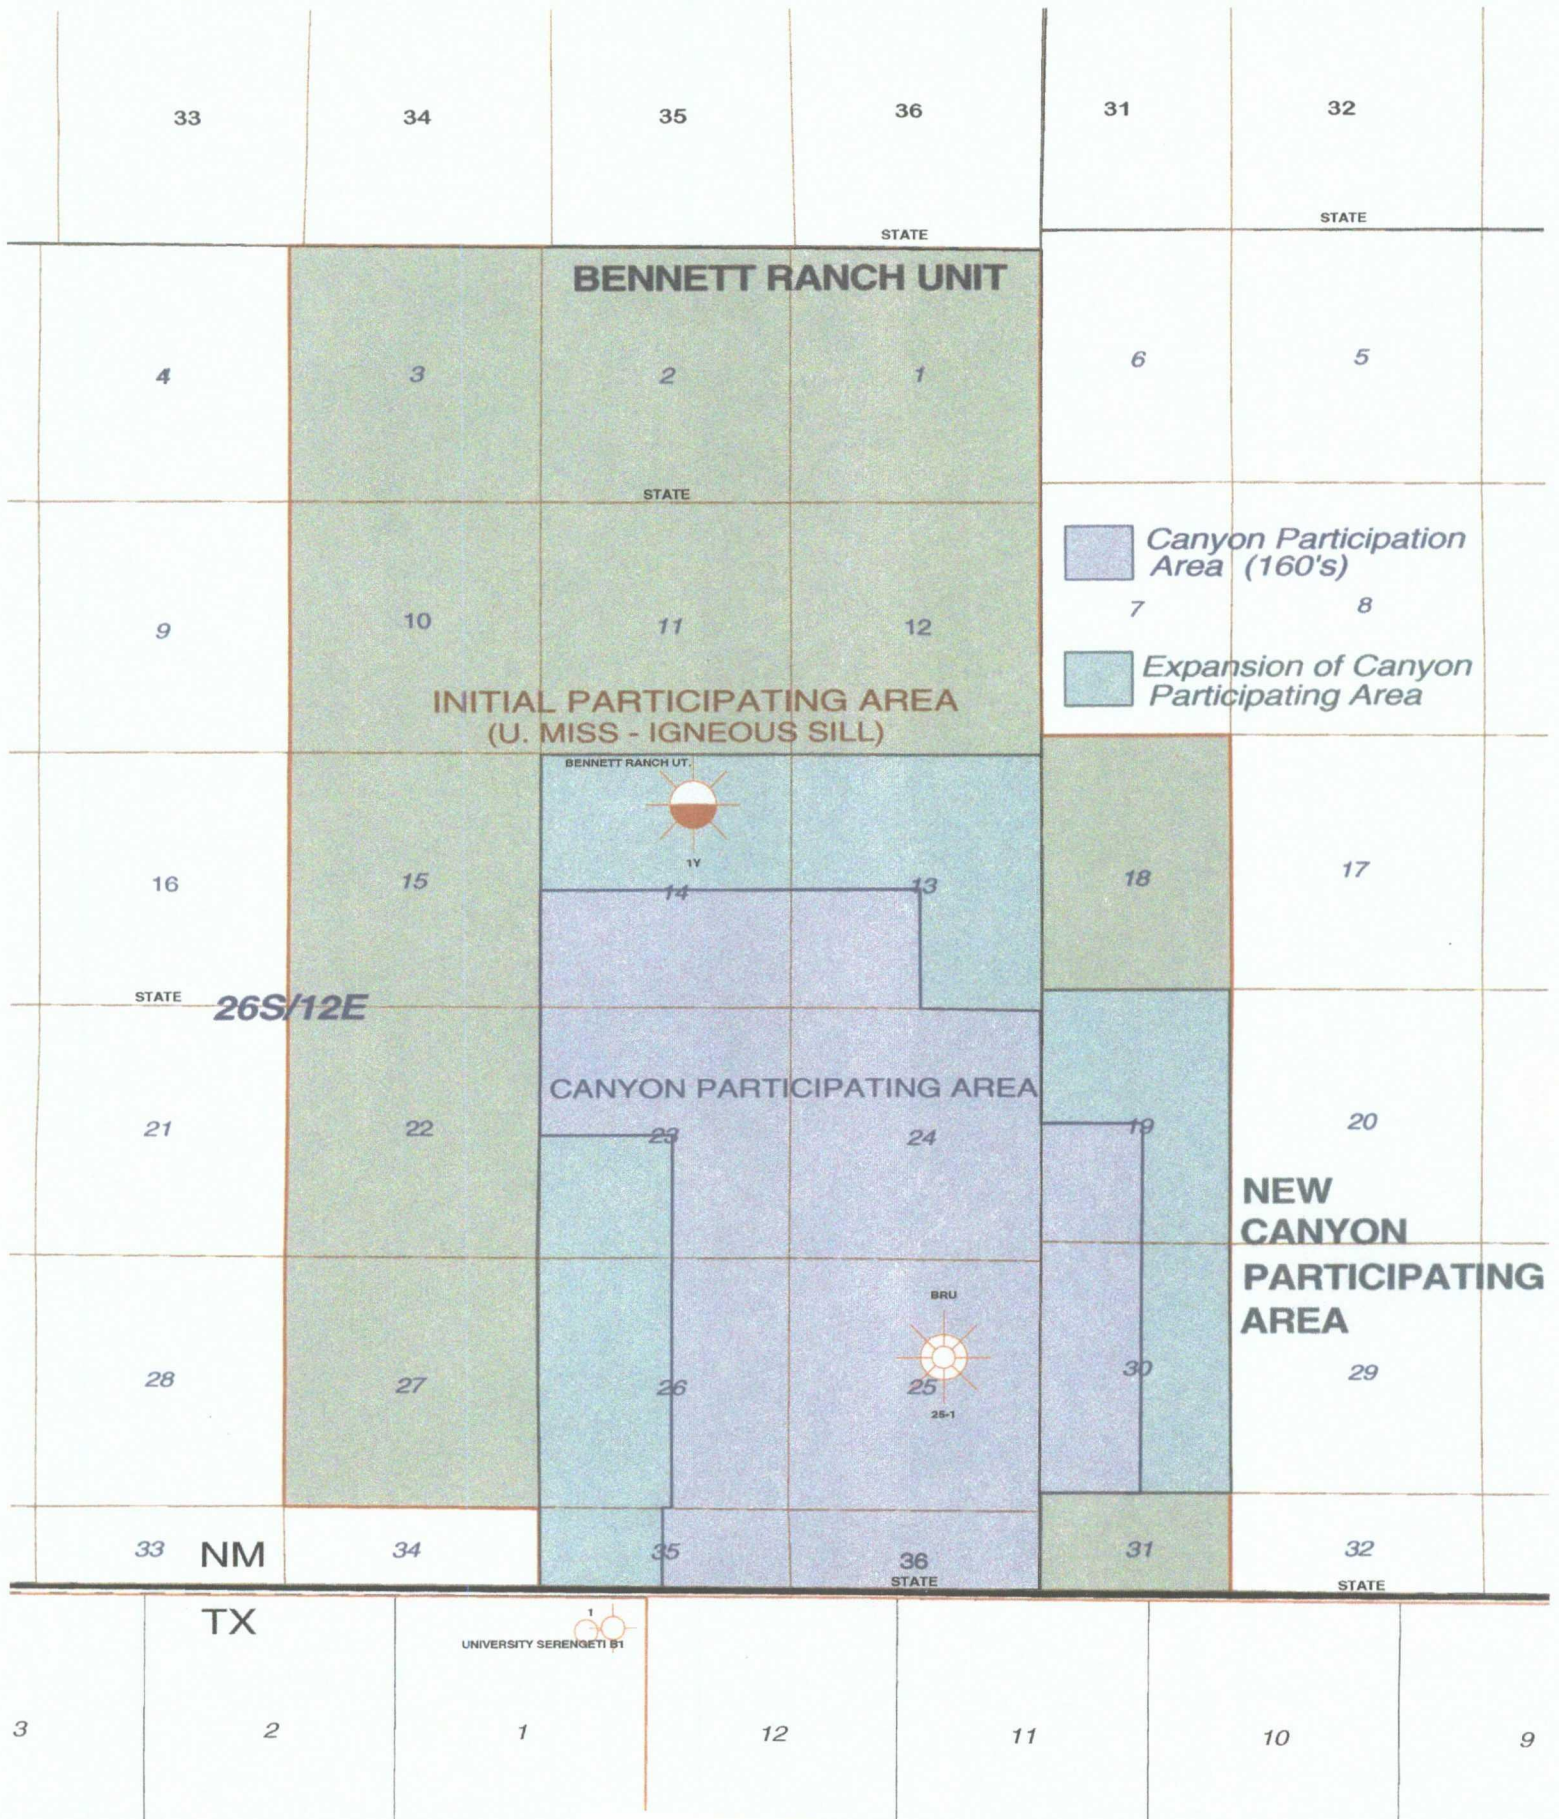 33 34 35 36 31 32
STATE
STATE
BENNETT RANCH UNIT
4 3 2 1 6 5
STATE
Canyon Participation
Area (160's)
9 10 11 12 7 8
Expansion of Canyon
Participating Area
INITIAL PARTICIPATING AREA
(U. MISS - IGNEOUS SILL)
BENNETT RANCH UT.
1Y
16 15 14 13 18 17
STATE
26S/12E
CANYON PARTICIPATING AREA
21 22 23 24 19 20
NEW
CANYON
PARTICIPATING
AREA
BRU
28 27 26 25 30 29
25-1
33 NM 34 35 36 31 32
STATE
STATE
TX
1
UNIVERSITY SERENGETI B1
3 2 1 12 11 10 9